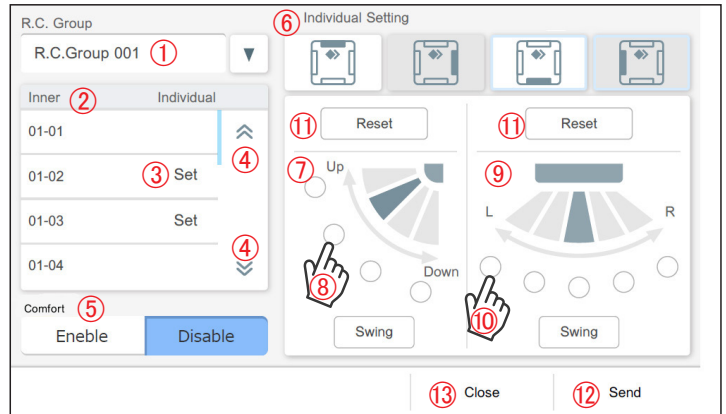 R.C. Group
R.C.Group 001 ① ▼
Inner ② Individual
01-01
④
01-02 ③ Set
01-03 Set
④
01-04
Comfort ⑤
Eneble Disable
⑥ Individual Setting
⑪ Reset
⑪ Reset
⑦ Up
⑧
Down
Swing
⑨
L R
⑩
Swing
⑬ Close
⑫ Send